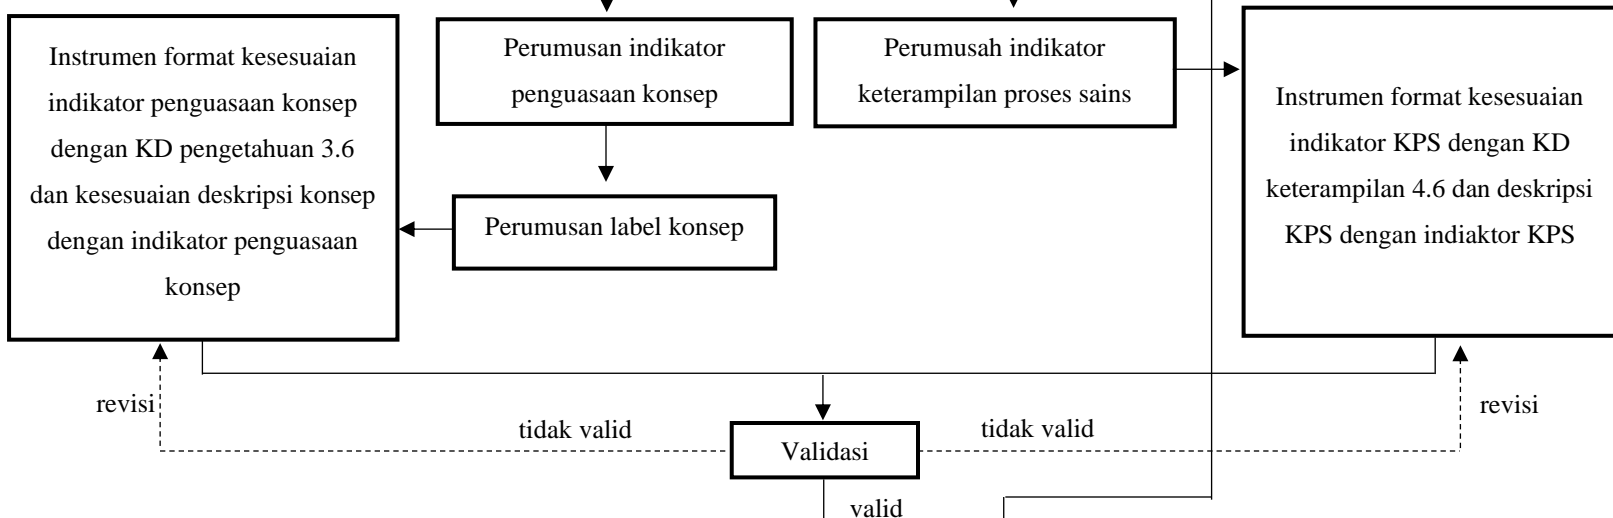 Instrumen format kesesuaian
indikator penguasaan konsep
dengan KD pengetahuan 3.6
dan kesesuaian deskripsi konsep
dengan indikator penguasaan
konsep
Perumusan indikator
penguasaan konsep
Perumusah indikator
keterampilan proses sains
Instrumen format kesesuaian
indikator KPS dengan KD
keterampilan 4.6 dan deskripsi
KPS dengan indiaktor KPS
Perumusan label konsep
revisi
tidak valid
Validasi
tidak valid
revisi
valid